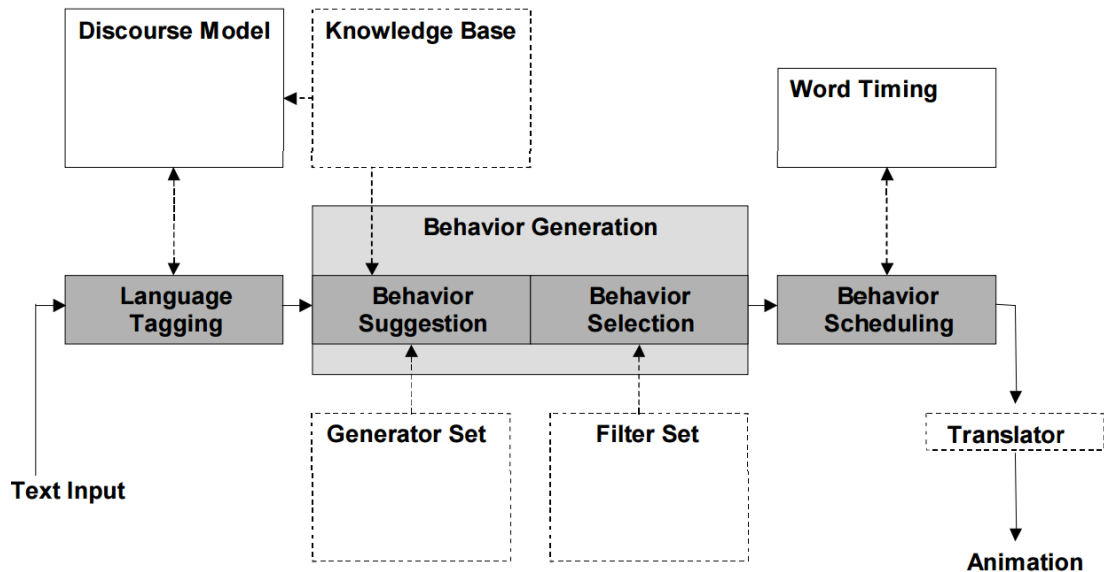 Discourse Model
Knowledge Base
Word Timing
Behavior Generation
Language
Tagging
Behavior
Suggestion
Behavior
Selection
Behavior
Scheduling
Generator Set
Filter Set
Translator
Text Input
Animation